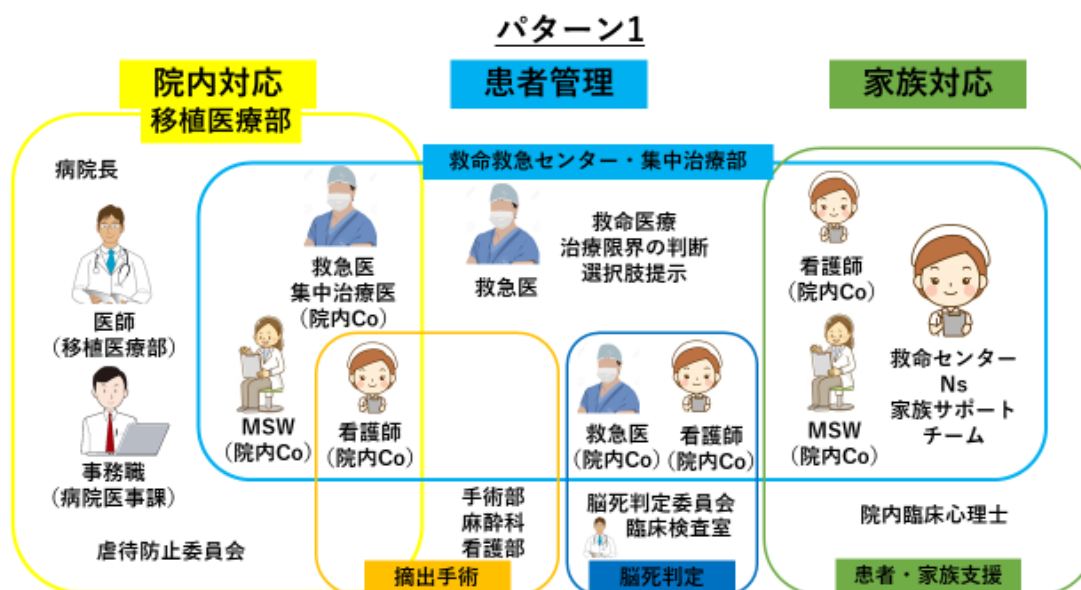 パターン1
院内対応
移植医療部
患者管理
家族対応
救命救急センター・集中治療部
病院長
医師
(移植医療部)
事務職
(病院医事課)
虐待防止委員会
救急医
集中治療医
(院内Co)
MSW
(院内Co)
看護師
(院内Co)
救急医
救命医療
治療限界の判断
選択肢提示
救急医
(院内Co)
看護師
(院内Co)
看護師
(院内Co)
MSW
(院内Co)
救命センター
Ns
家族サポート
チーム
手術部
麻酔科
看護部
摘出手術
脳死判定委員会
臨床検査室
脳死判定
院内臨床心理士
患者・家族支援